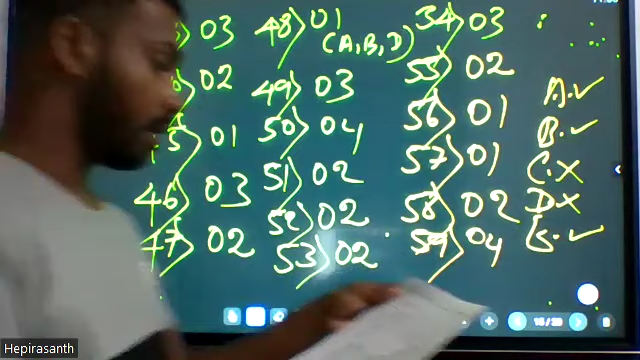 03
02
5) 01
46) 03
47) 02
48) 01
(A,B,D)
49) 03
50) 04
51) 02
52) 02
53) 02
54) 03
55) 02
56) 01
57) 01
58) 02
59) 04
A. ✓
B. ✓
C. X
D. X
E. ✓
Hepirasanth